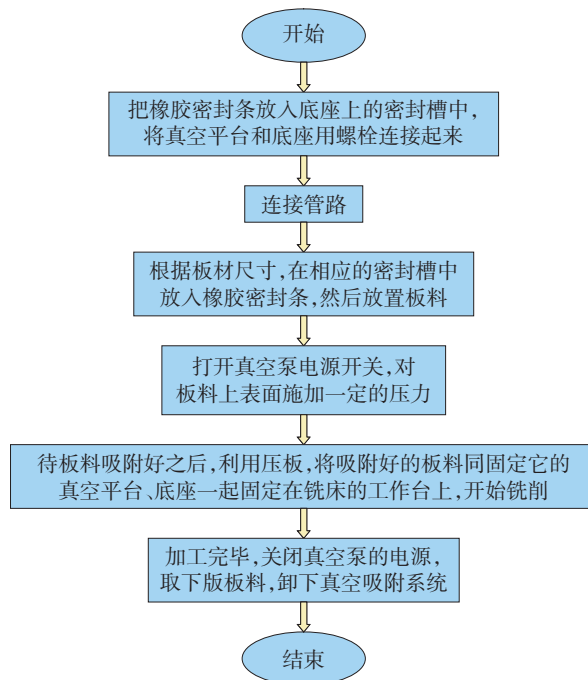 开始
把橡胶密封条放入底座上的密封槽中,
将真空平台和底座用螺栓连接起来
连接管路
根据板材尺寸,在相应的密封槽中
放入橡胶密封条,然后放置板料
打开真空泵电源开关,对
板料上表面施加一定的压力
待板料吸附好之后,利用压板,将吸附好的板料同固定它的
真空平台、底座一起固定在铣床的工作台上,开始铣削
加工完毕,关闭真空泵的电源,
取下版板料,卸下真空吸附系统
结束